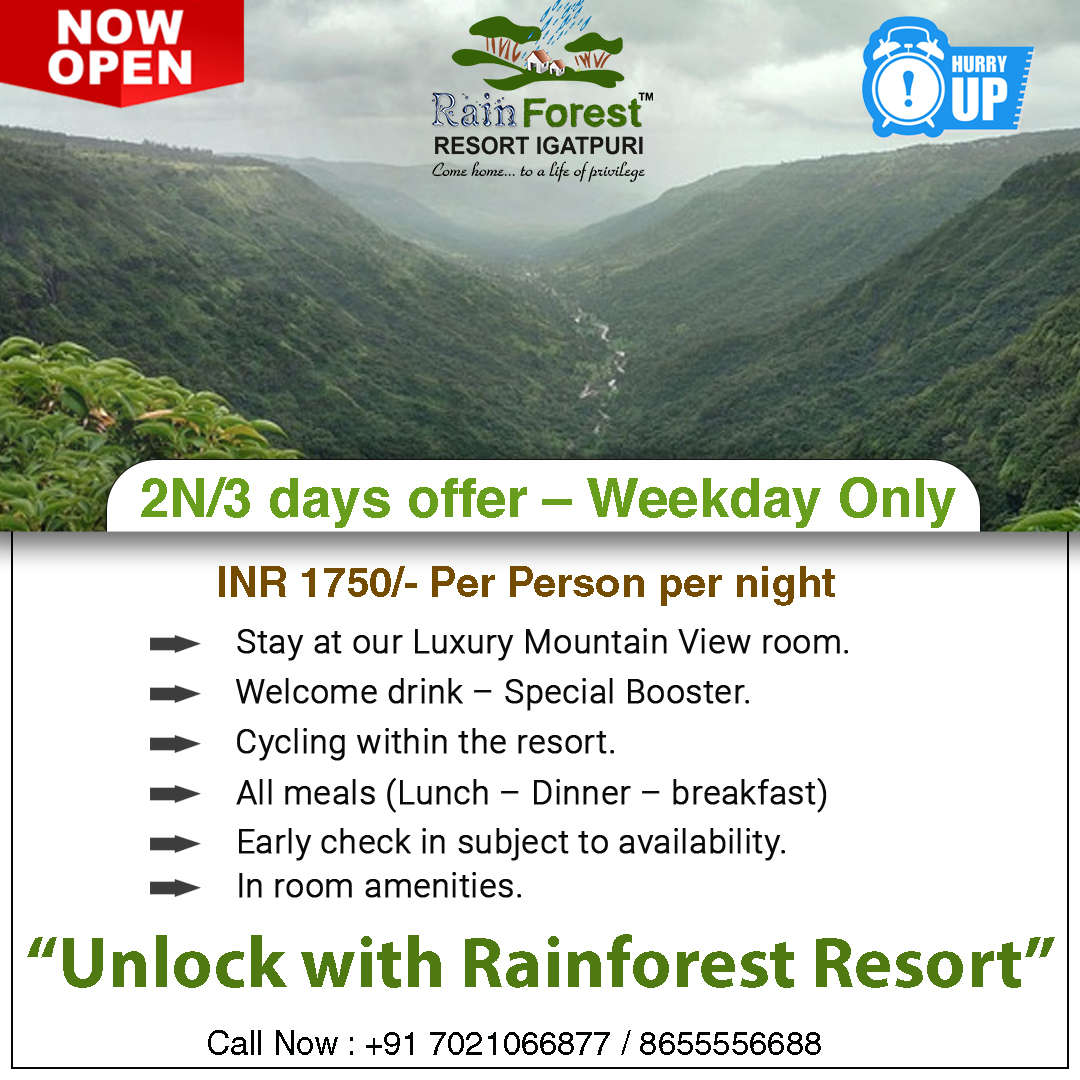 NOW
OPEN
HURRY
UP
Rain Forest™
RESORT IGATPURI
Come home... to a life of privilege
2N/3 days offer – Weekday Only
INR 1750/- Per Person per night
Stay at our Luxury Mountain View room.
Welcome drink – Special Booster.
Cycling within the resort.
All meals (Lunch – Dinner – breakfast)
Early check in subject to availability.
In room amenities.
“Unlock with Rainforest Resort”
Call Now : +91 7021066877 / 8655556688